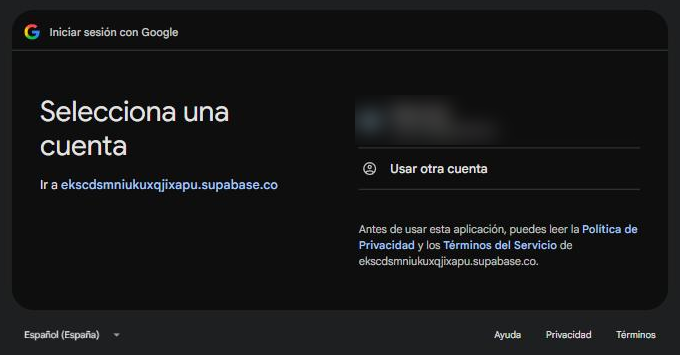 Iniciar sesión con Google
Selecciona una
cuenta
Ir a ekscdsmniukuxqjixapu.supabase.co
Usar otra cuenta
Antes de usar esta aplicación, puedes leer la Política de
Privacidad y los Términos del Servicio de
ekscdsmniukuxqjixapu.supabase.co.
Español (España)
Ayuda Privacidad Términos